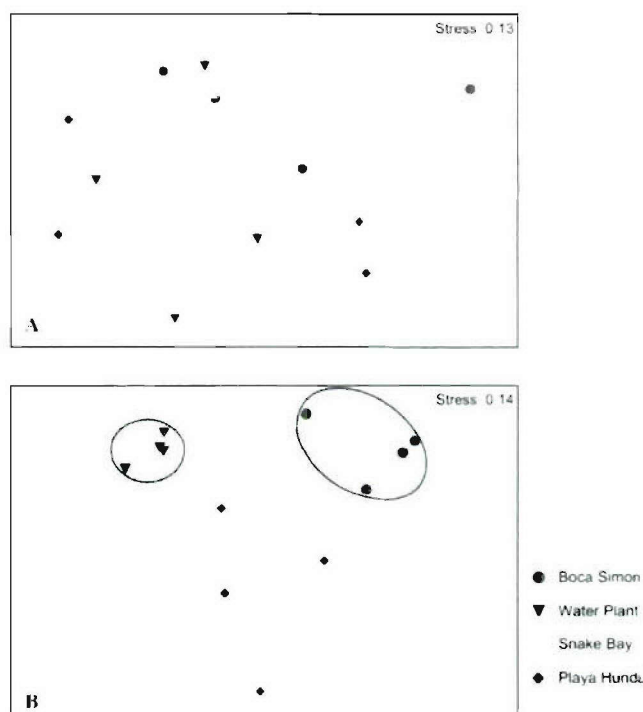 Stress 0.13
A
Stress 0.14
B
Boca Simon
Water Plant
Snake Bay
Playa Hunda